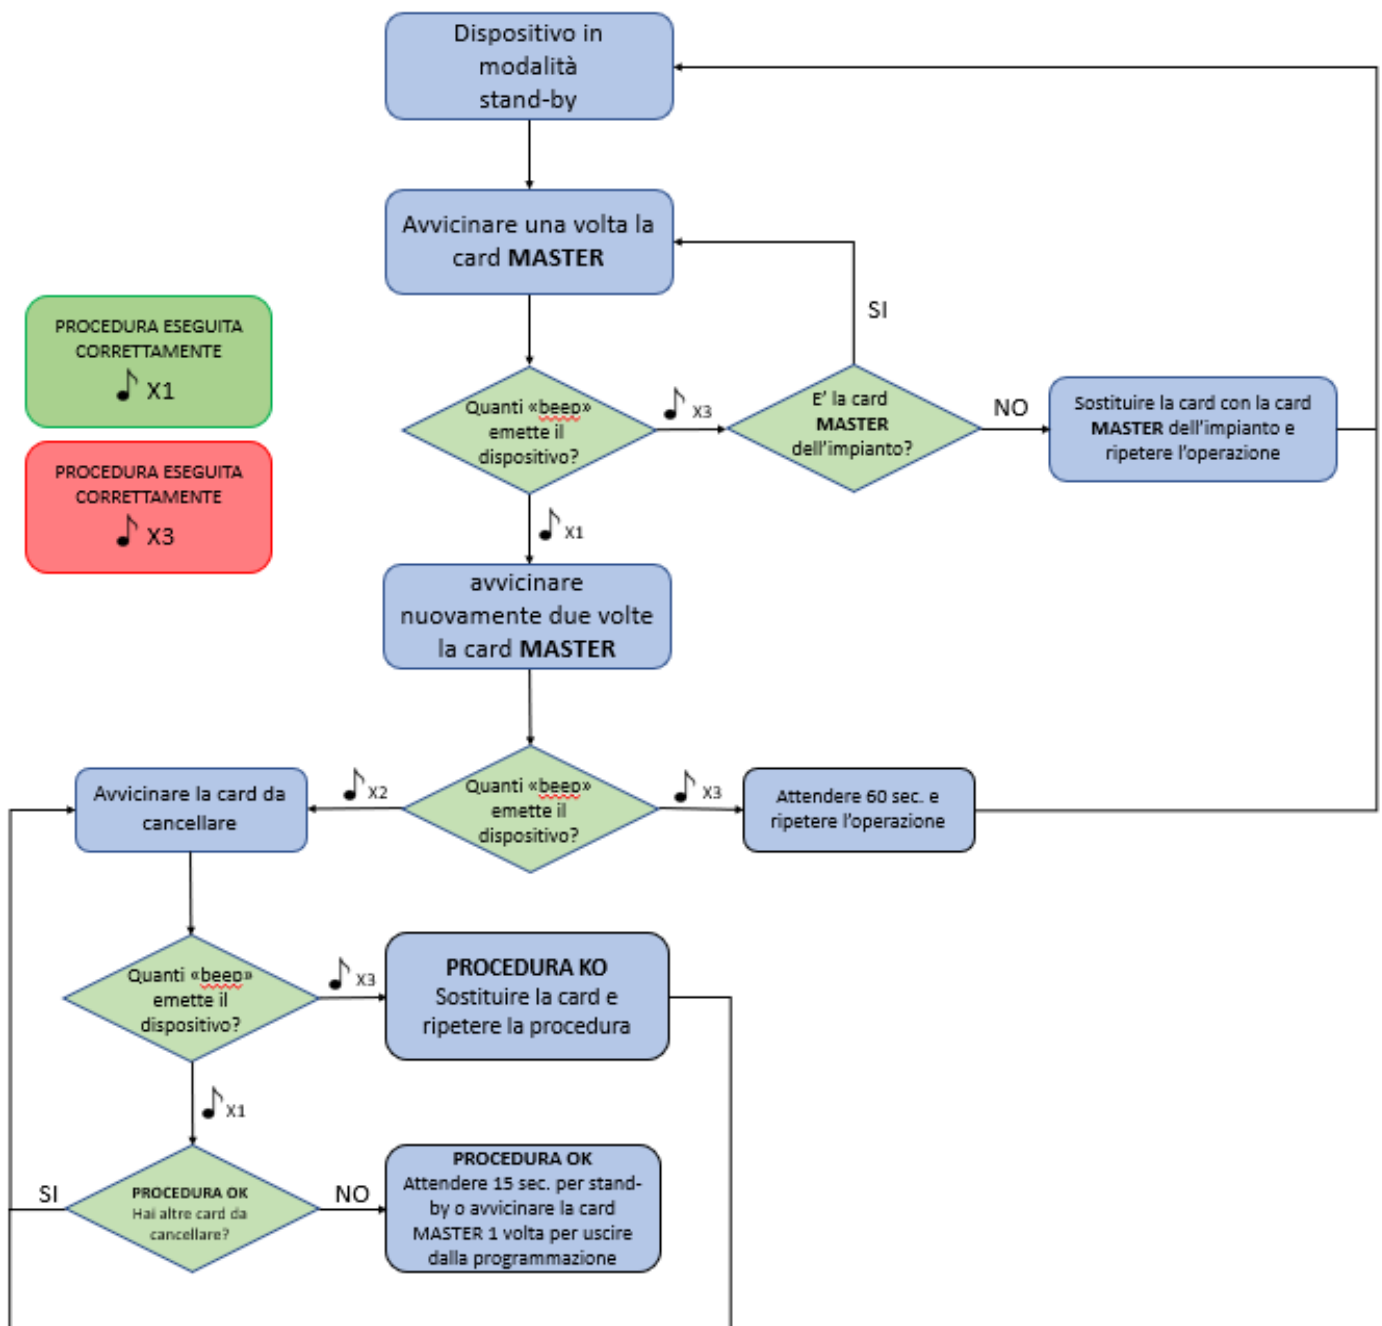 Dispositivo in
modalità
stand-by
Avvicinare una volta la
card MASTER
SI
PROCEDURA ESEGUITA
CORRETTAMENTE
X1
Quanti «beep»
emette il
dispositivo?
X3
E' la card
MASTER
dell'impianto?
NO
Sostituire la card con la card
MASTER dell'impianto e
ripetere l'operazione
PROCEDURA ESEGUITA
CORRETTAMENTE
X3
X1
avvicinare
nuovamente due volte
la card MASTER
Avvicinare la card da
cancellare
X2
Quanti «beep»
emette il
dispositivo?
X3
Attendere 60 sec. e
ripetere l'operazione
Quanti «beep»
emette il
dispositivo?
X3
PROCEDURA KO
Sostituire la card e
ripetere la procedura
X1
SI
PROCEDURA OK
Hai altre card da
cancellare?
NO
PROCEDURA OK
Attendere 15 sec. per stand-
by o avvicinare la card
MASTER 1 volta per uscire
dalla programmazione